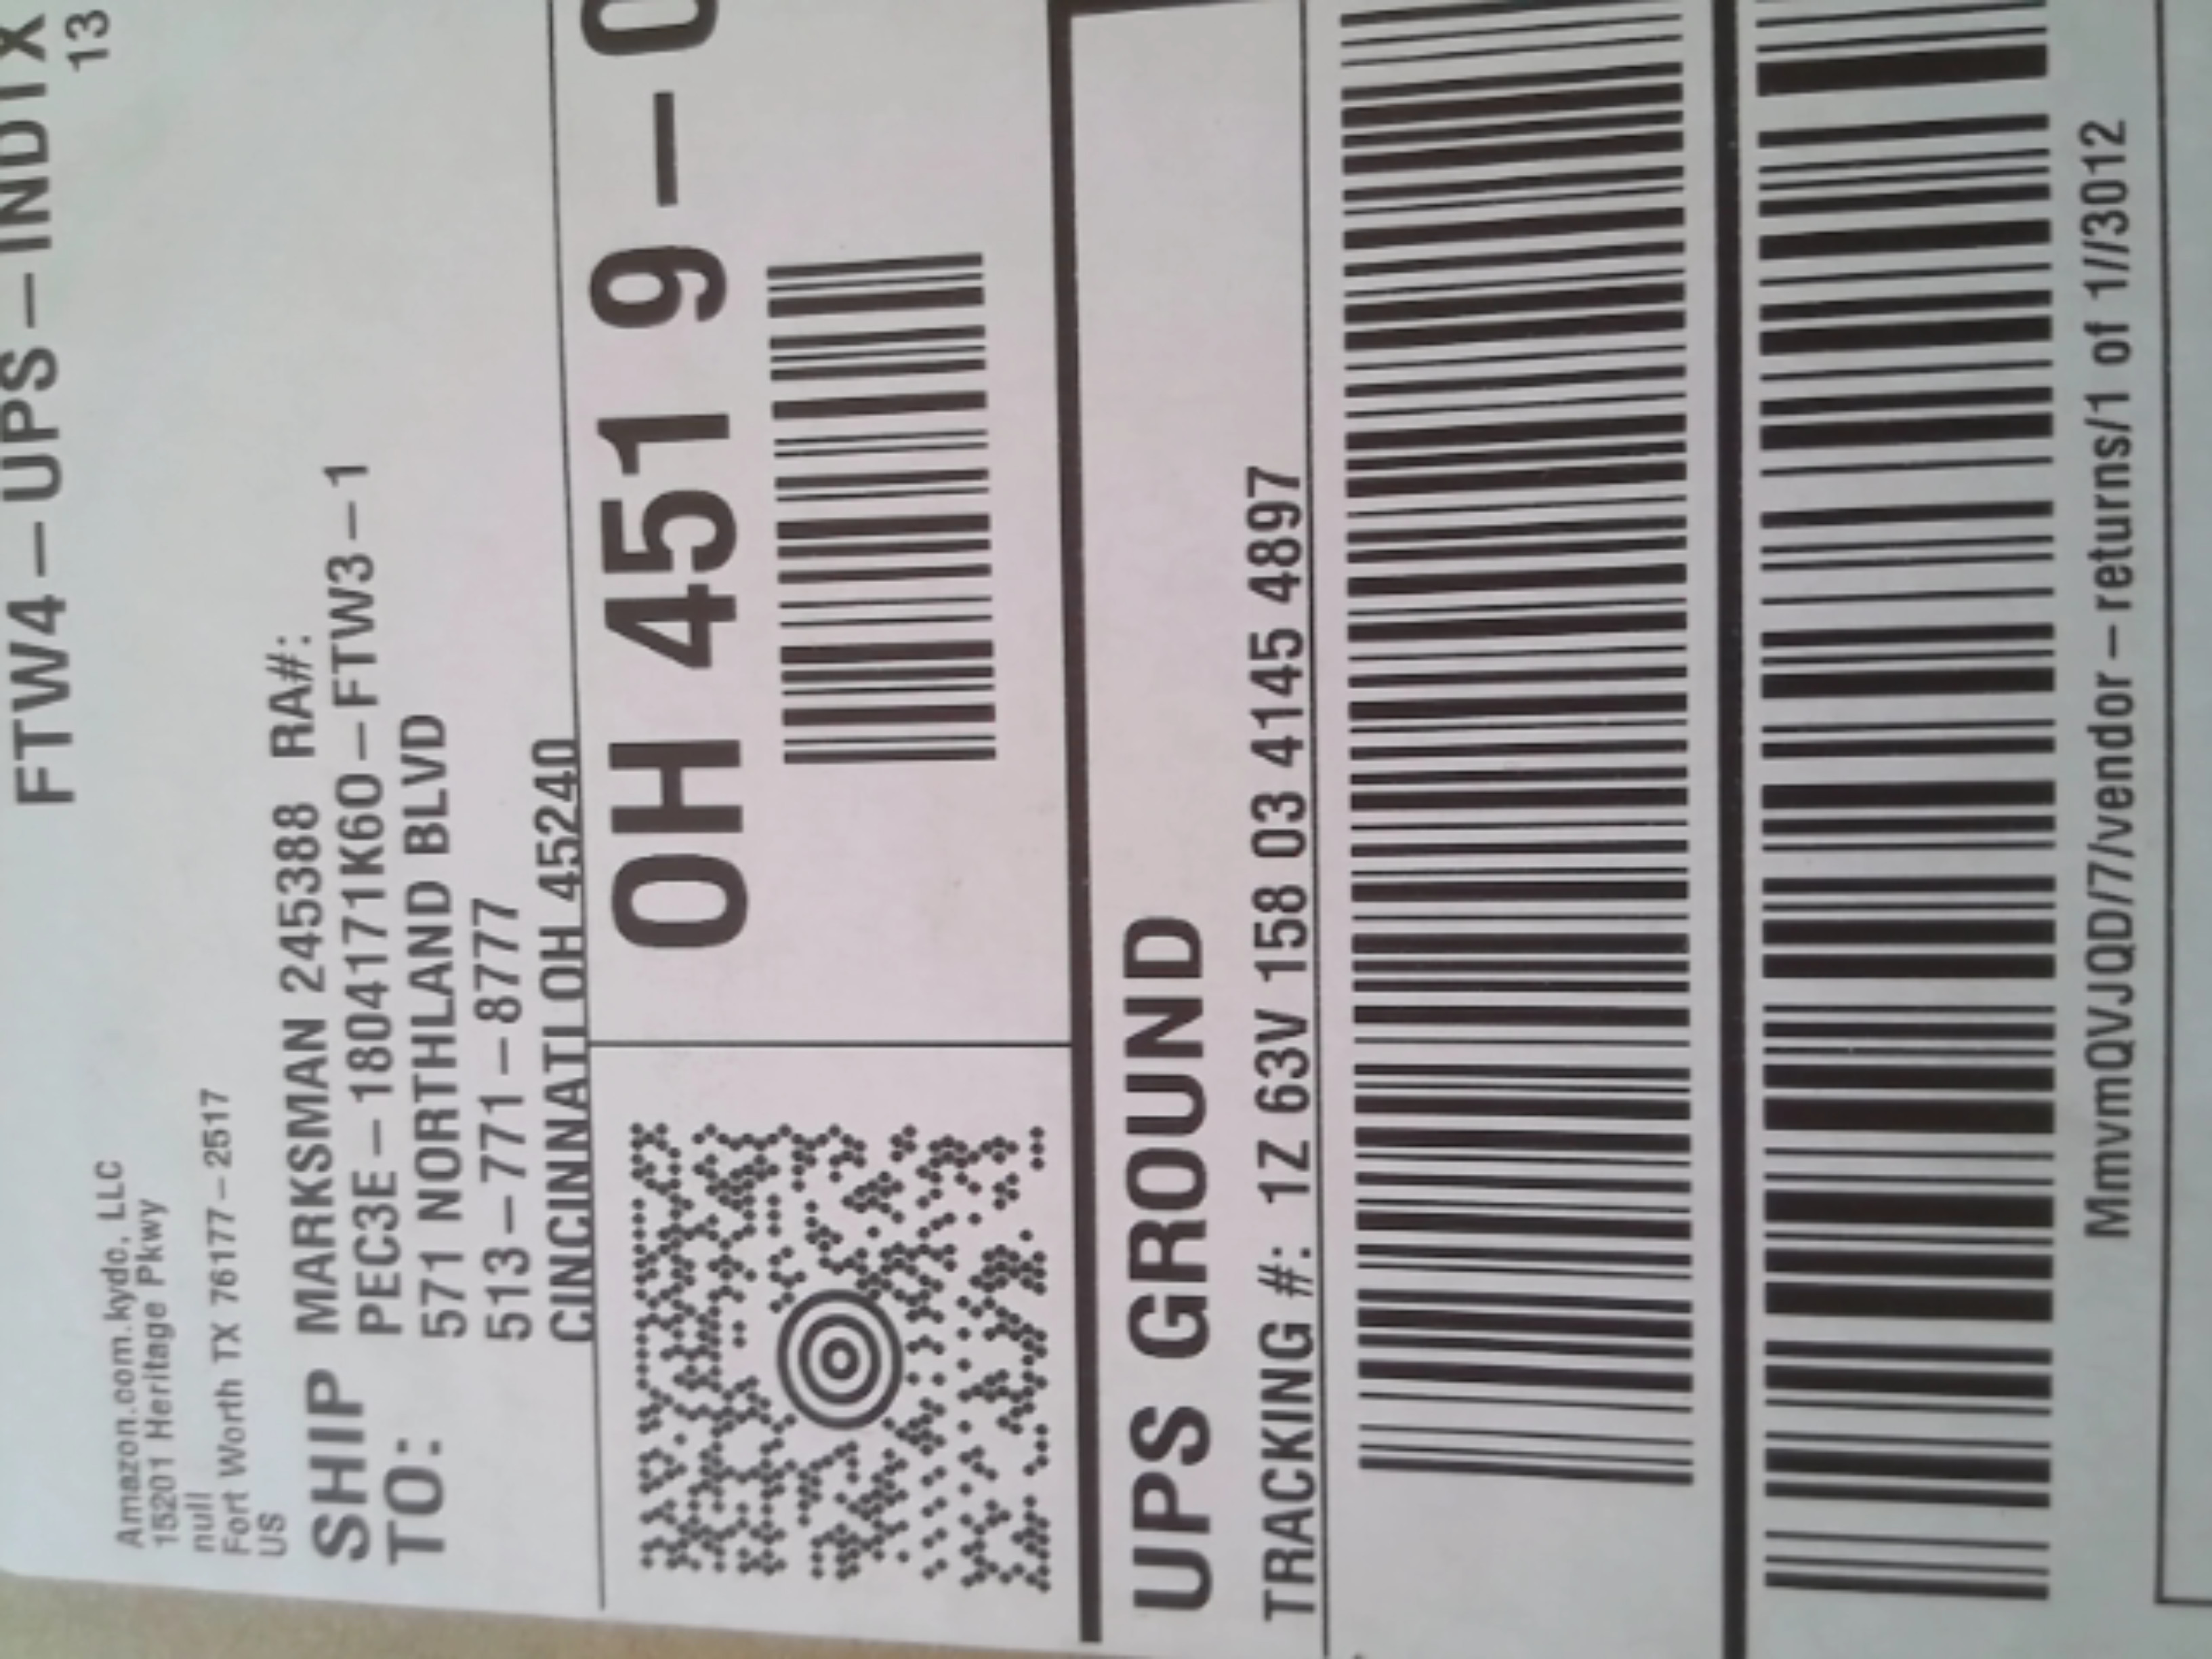 FTW4-UPS-INDTX
13
Amazon.com.kydc, LLC
15201 Heritage Pkwy
null
Fort Worth TX 76177-2517
US
SHIP TO:
MARKSMAN 245388 RA#:
PEC3E-1804171K60-FTW3-1
571 NORTHLAND BLVD
513-771-8777
CINCINNATI OH 45240
OH 451 9-0
UPS GROUND
TRACKING #: 1Z 63V 158 03 4145 4897
MmvmQVJQD/7/vendor-returns/1 of 1//3012